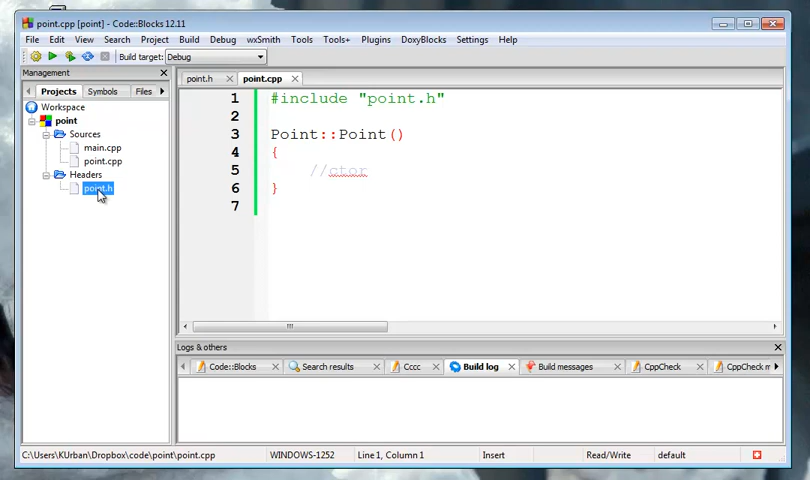 point.cpp [point] - Code::Blocks 12.11
File Edit View Search Project Build Debug wxSmith Tools Tools+ Plugins DoxyBlocks Settings Help
Build target: Debug
Management
Projects Symbols Files
Workspace
point
Sources
main.cpp
point.cpp
Headers
point.h
point.h point.cpp
1 #include "point.h"
2
3 Point::Point()
4 {
5 //ctor
6 }
7
Logs & others
Code::Blocks Search results Cccc Build log Build messages CppCheck CppCheck m
C:\Users\KUrban\Dropbox\code\point\point.cpp WINDOWS-1252 Line 1, Column 1 Insert Read/Write default